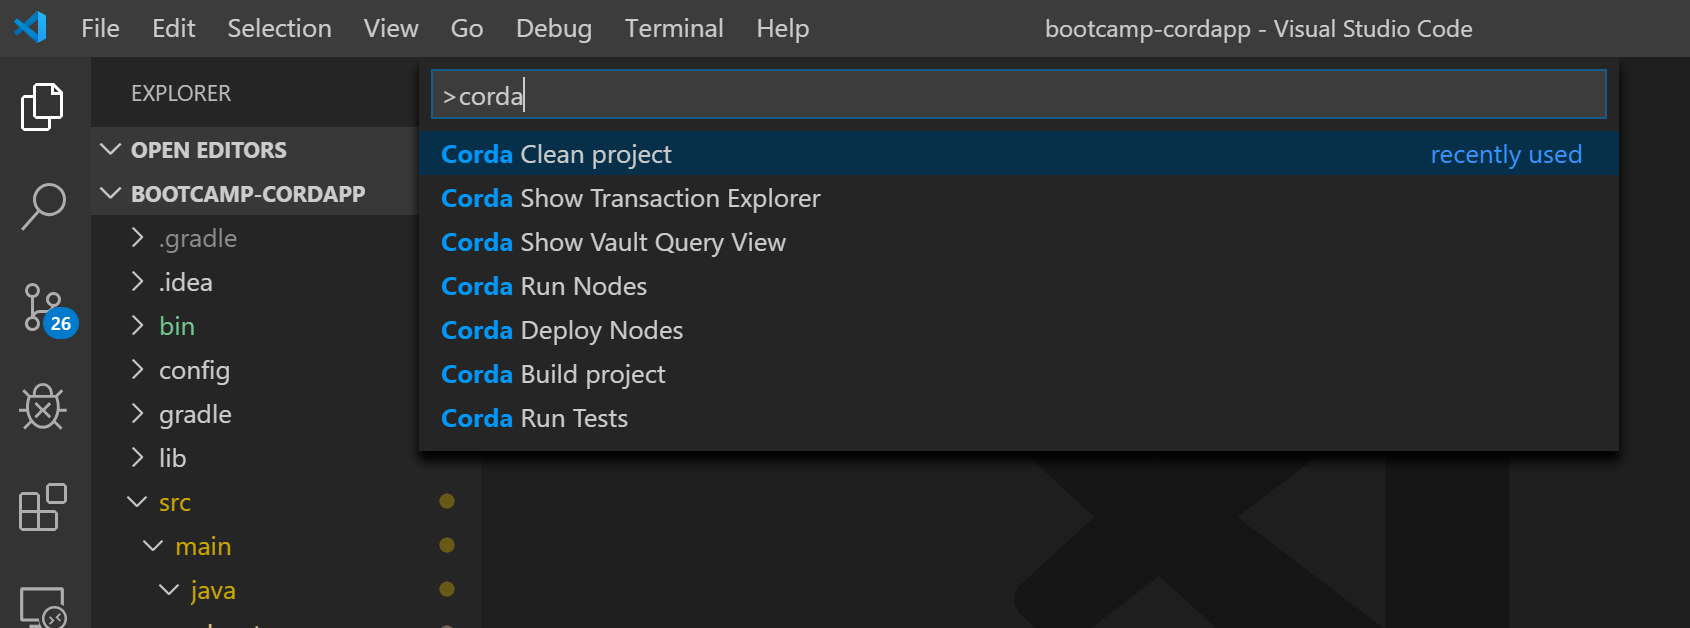 File Edit Selection View Go Debug Terminal Help bootcamp-cordapp - Visual Studio Code
EXPLORER
>corda
OPEN EDITORS
BOOTCAMP-CORDAPP
.gradle
.idea
bin
config
gradle
lib
src
main
java
Corda Clean project recently used
Corda Show Transaction Explorer
Corda Show Vault Query View
Corda Run Nodes
Corda Deploy Nodes
Corda Build project
Corda Run Tests
26